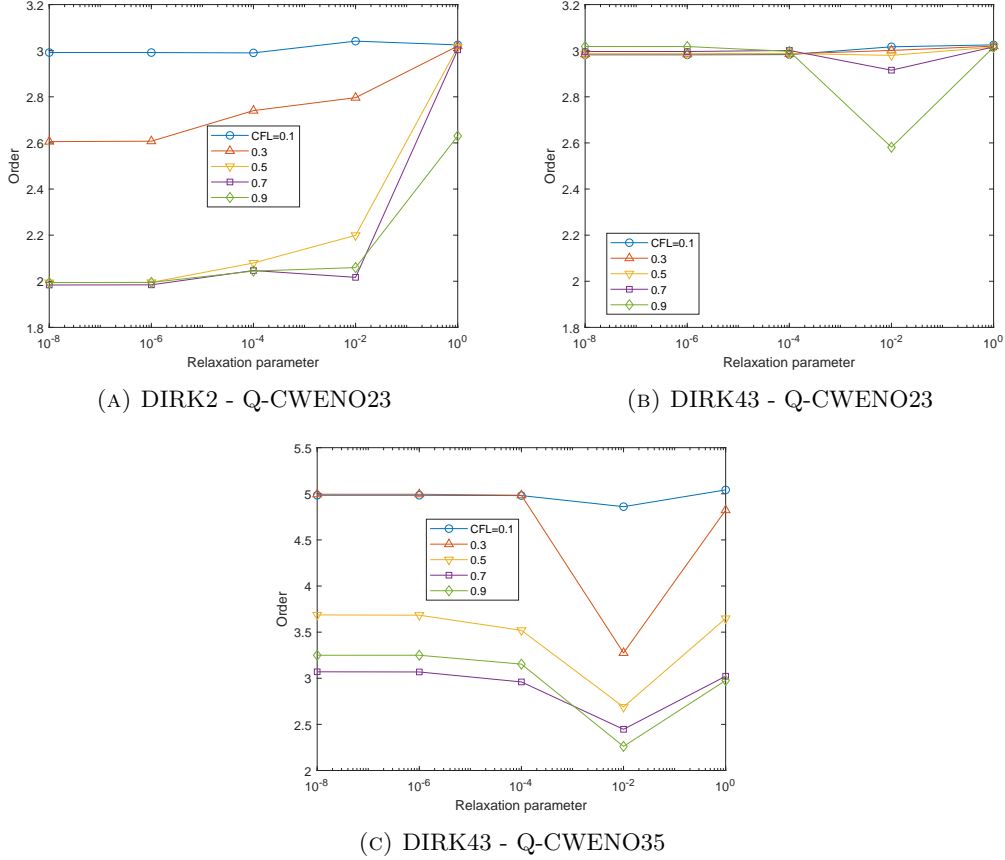 3.2
3
2.8
2.6
2.4
2.2
2
1.8
Order
CFL=0.1
0.3
0.5
0.7
0.9
10^-8 10^-6 10^-4 10^-2 10^0
Relaxation parameter
(A) DIRK2 - Q-CWENO23
3.2
3
2.8
2.6
2.4
2.2
2
1.8
Order
CFL=0.1
0.3
0.5
0.7
0.9
10^-8 10^-6 10^-4 10^-2 10^0
Relaxation parameter
(B) DIRK43 - Q-CWENO23
5.5
5
4.5
4
3.5
3
2.5
2
Order
CFL=0.1
0.3
0.5
0.7
0.9
10^-8 10^-6 10^-4 10^-2 10^0
Relaxation parameter
(C) DIRK43 - Q-CWENO35